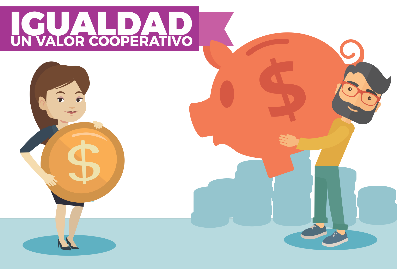 IGUALDAD
UN VALOR COOPERATIVO
$
$